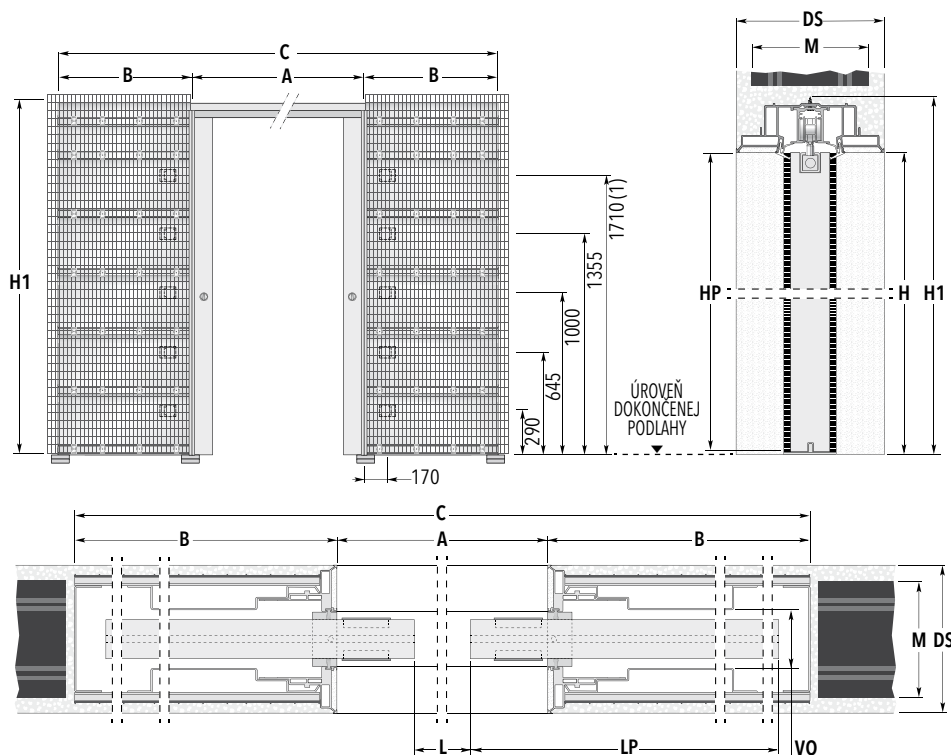 C
B
A
B
H1
1710 (1)
1355
1000
645
290
170
DS
M
HP
H
H1
ÚROVEŇ
DOKONČENEJ
PODLAHY
C
B
A
B
M
DS
L
LP
VO